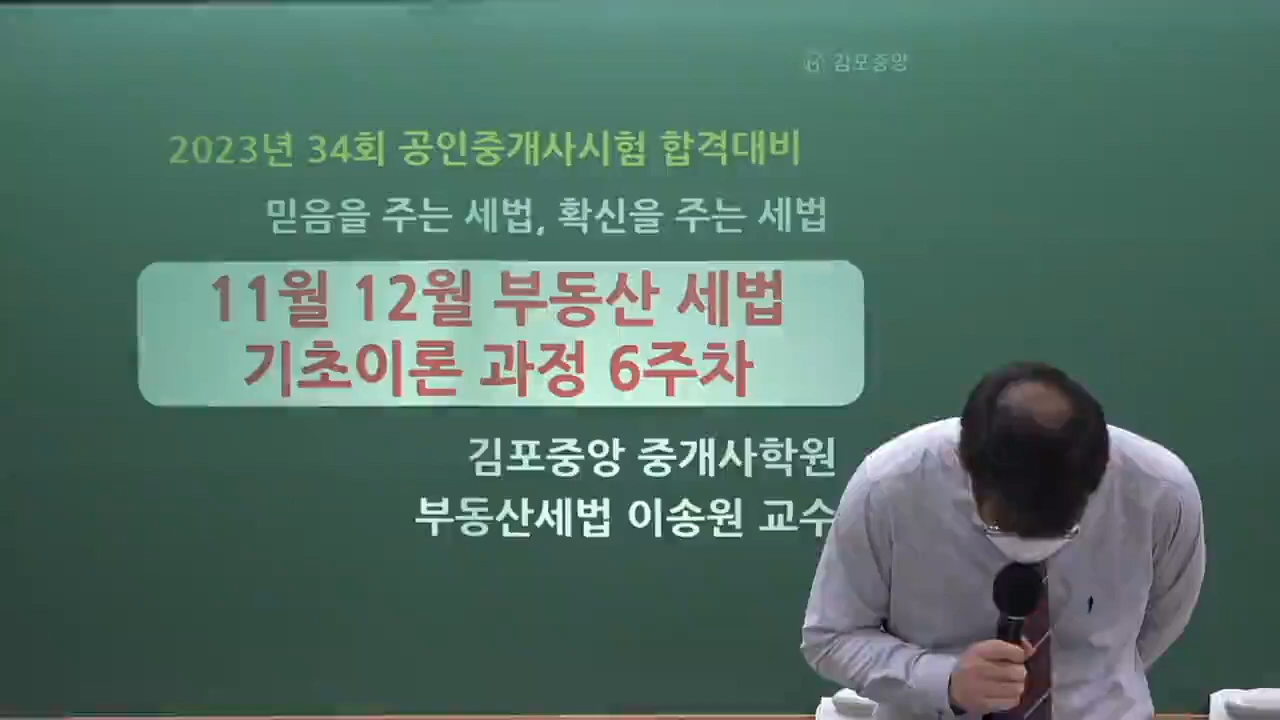 김포중앙
2023년 34회 공인중개사시험 합격대비
믿음을 주는 세법, 확신을 주는 세법
11월 12월 부동산 세법
기초이론 과정 6주차
김포중앙 중개사학원
부동산세법 이송원 교수